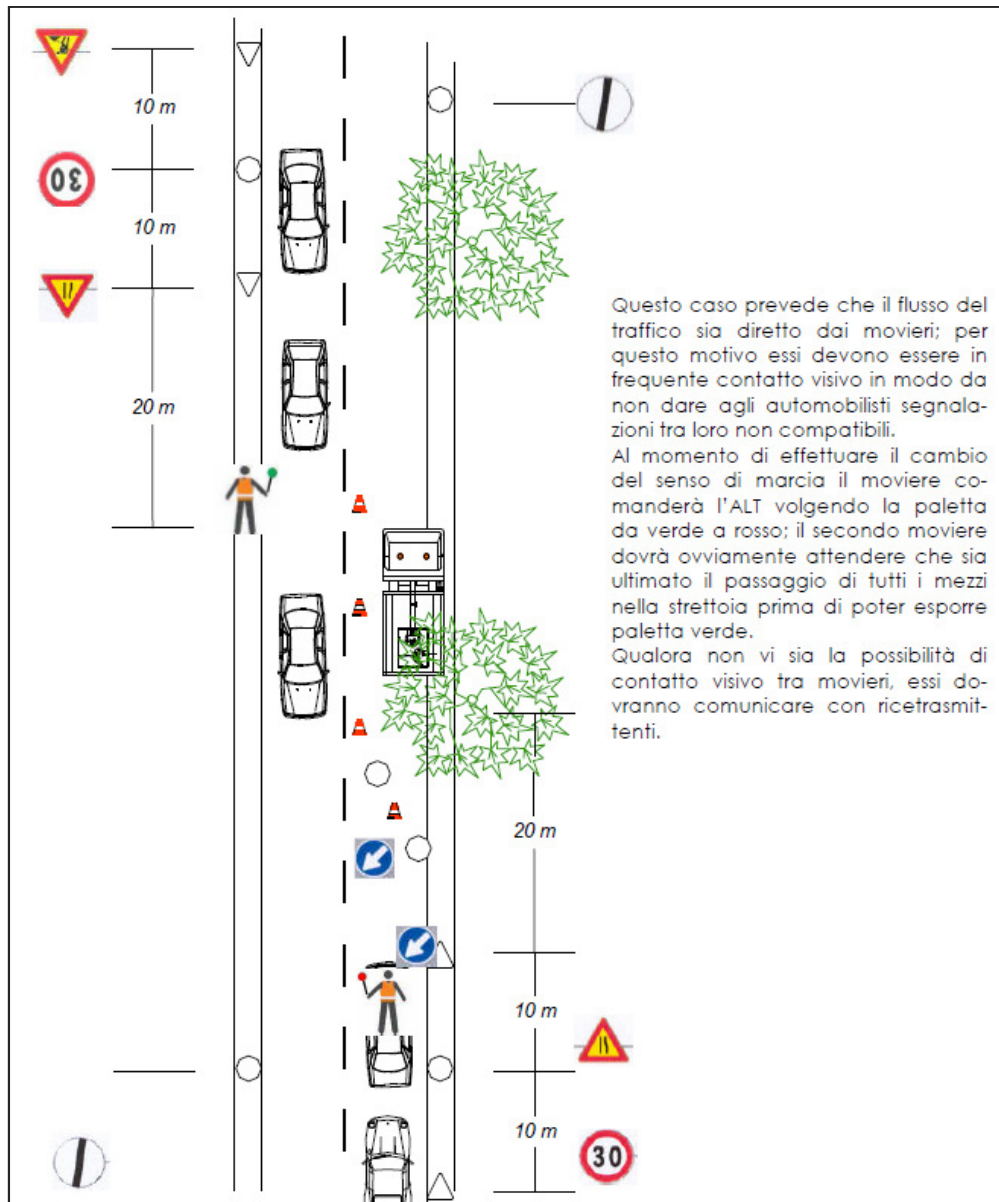 10 m
30
10 m
20 m
Questo caso prevede che il flusso del
traffico sia diretto dai movieri; per
questo motivo essi devono essere in
frequente contatto visivo in modo da
non dare agli automobilisti segnala-
zioni tra loro non compatibili.
Al momento di effettuare il cambio
del senso di marcia il moviere co-
manderà l'ALT volgendo la paletta
da verde a rosso; il secondo moviere
dovrà ovviamente attendere che sia
ultimato il passaggio di tutti i mezzi
nella strettoia prima di poter esporre
paletta verde.
Qualora non vi sia la possibilità di
contatto visivo tra movieri, essi do-
vranno comunicare con ricetrasmit-
tenti.
20 m
10 m
10 m
30